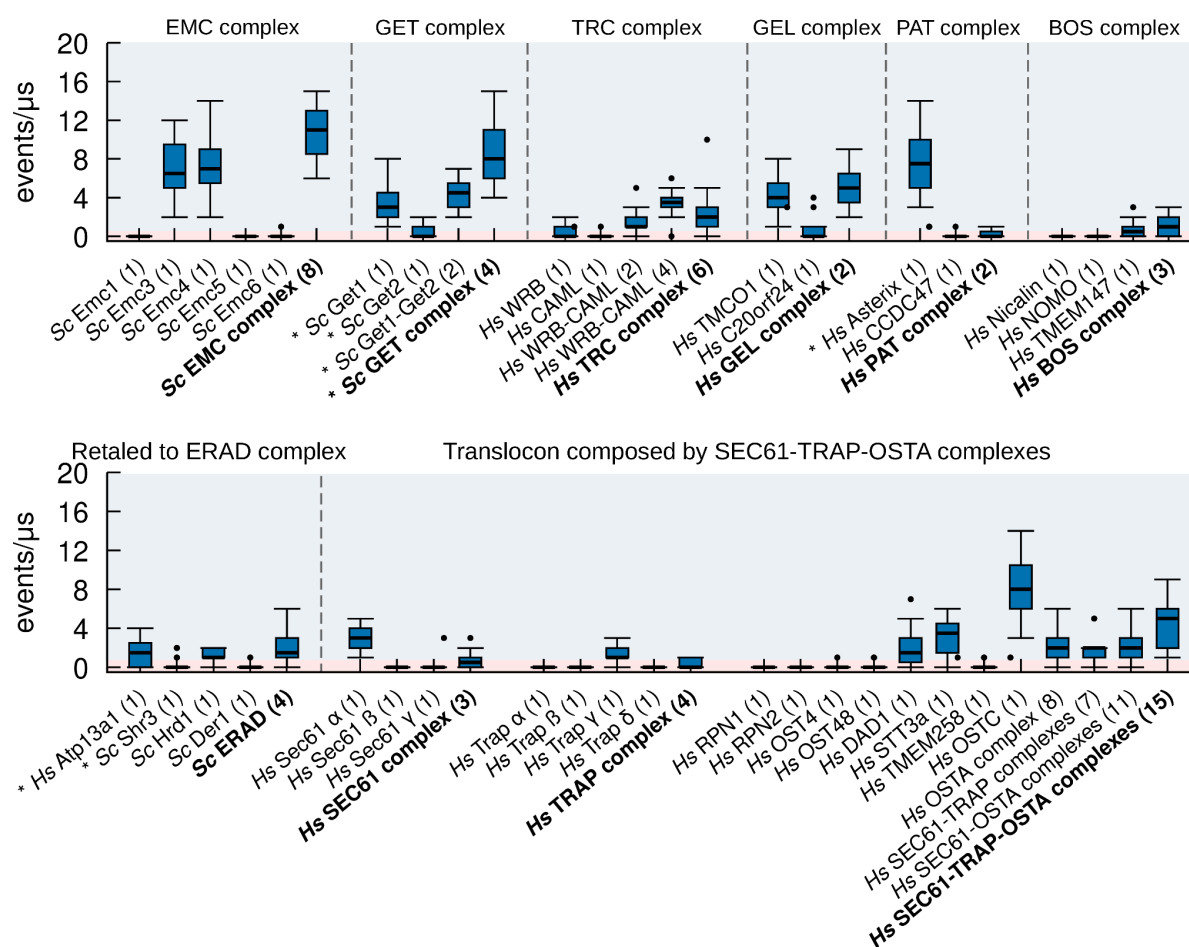 EMC complex GET complex TRC complex GEL complex PAT complex BOS complex
events/μs
20
16
12
8
4
0
Sc Emc1 (1)
Sc Emc3 (1)
Sc Emc4 (1)
Sc Emc5 (1)
Sc Emc6 (1)
Sc EMC complex (8)
* Sc Get1 (1)
* Sc Get2 (1)
* Sc Get1-Get2 (2)
* Sc GET complex (4)
Hs WRB (1)
Hs CAML (1)
Hs WRB-CAML (2)
Hs WRB-CAML (4)
Hs TRC complex (6)
Hs TMCO1 (1)
Hs C20orf24 (1)
Hs GEL complex (2)
* Hs Asterix (1)
Hs CCDC47 (1)
Hs PAT complex (2)
Hs Nicalin (1)
Hs NOMO (1)
Hs TMEM147 (1)
Hs BOS complex (3)
Retaled to ERAD complex Translocon composed by SEC61-TRAP-OSTA complexes
events/μs
20
16
12
8
4
0
* Hs Atp13a1 (1)
* Sc Shr3 (1)
Sc Hrd1 (1)
Sc Der1 (1)
Sc ERAD (4)
Hs Sec61 α (1)
Hs Sec61 β (1)
Hs Sec61 γ (1)
Hs SEC61 complex (3)
Hs Trap α (1)
Hs Trap β (1)
Hs Trap γ (1)
Hs Trap δ (1)
Hs TRAP complex (4)
Hs RPN1 (1)
Hs RPN2 (1)
Hs OST4 (1)
Hs OST48 (1)
Hs DAD1 (1)
Hs STT3a (1)
Hs TMEM258 (1)
Hs OSTC (1)
Hs OSTA complex (8)
Hs SEC61-TRAP complexes (7)
Hs SEC61-OSTA complexes (11)
Hs SEC61-TRAP-OSTA complexes (15)